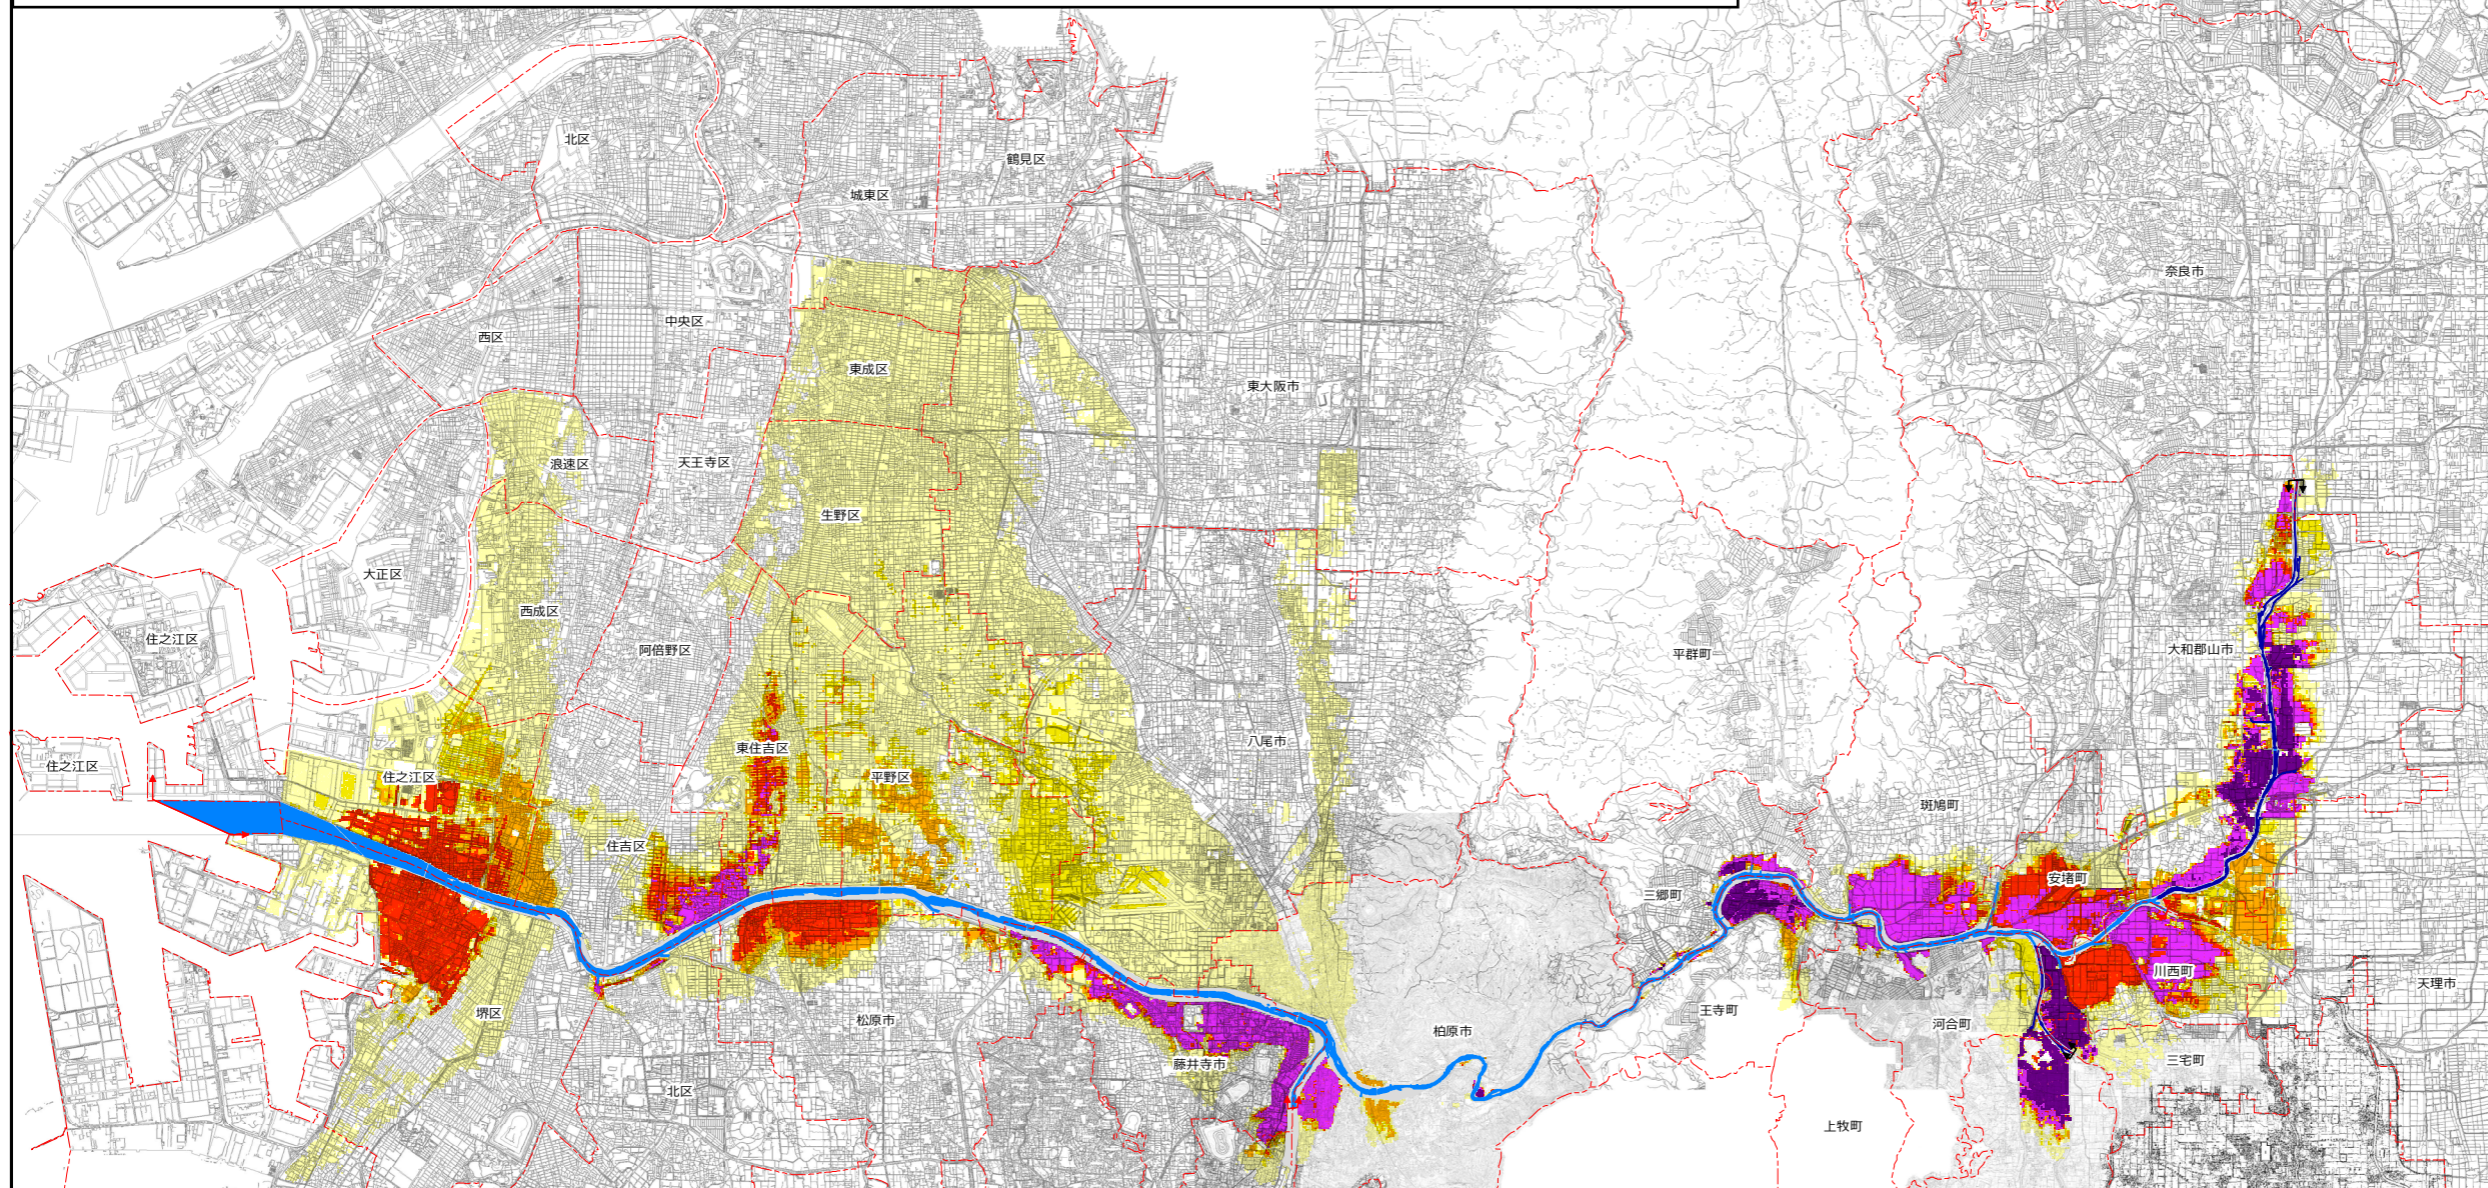 北区
鶴見区
城東区
奈良市
中央区
西区
東成区
東大阪市
天王寺区
浪速区
生野区
大正区
西成区
住之江区
阿倍野区
平群町
大和郡山市
東住吉区
八尾市
住之江区
住之江区
平野区
斑鳩町
住吉区
安堵町
三郷町
川西町
天理市
堺区
王寺町
松原市
河合町
柏原市
藤井寺市
三宅町
北区
上牧町